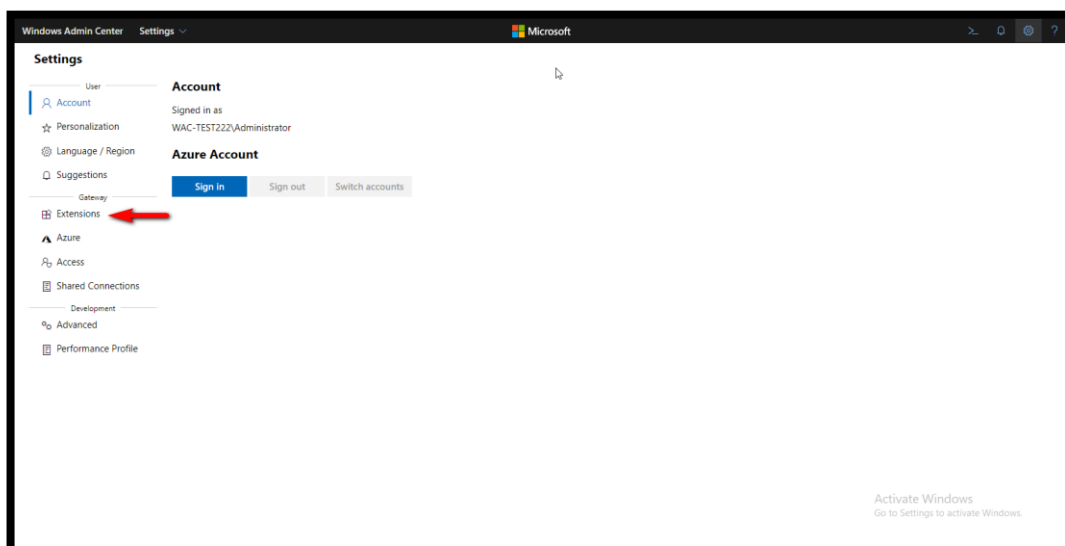 Windows Admin Center Settings Microsoft >_ ?
Settings
User
Account
Personalization
Language / Region
Suggestions
Gateway
Extensions
Azure
Access
Shared Connections
Development
Advanced
Performance Profile
Account
Signed in as
WAC-TEST222\Administrator
Azure Account
Sign in Sign out Switch accounts
Activate Windows
Go to Settings to activate Windows.